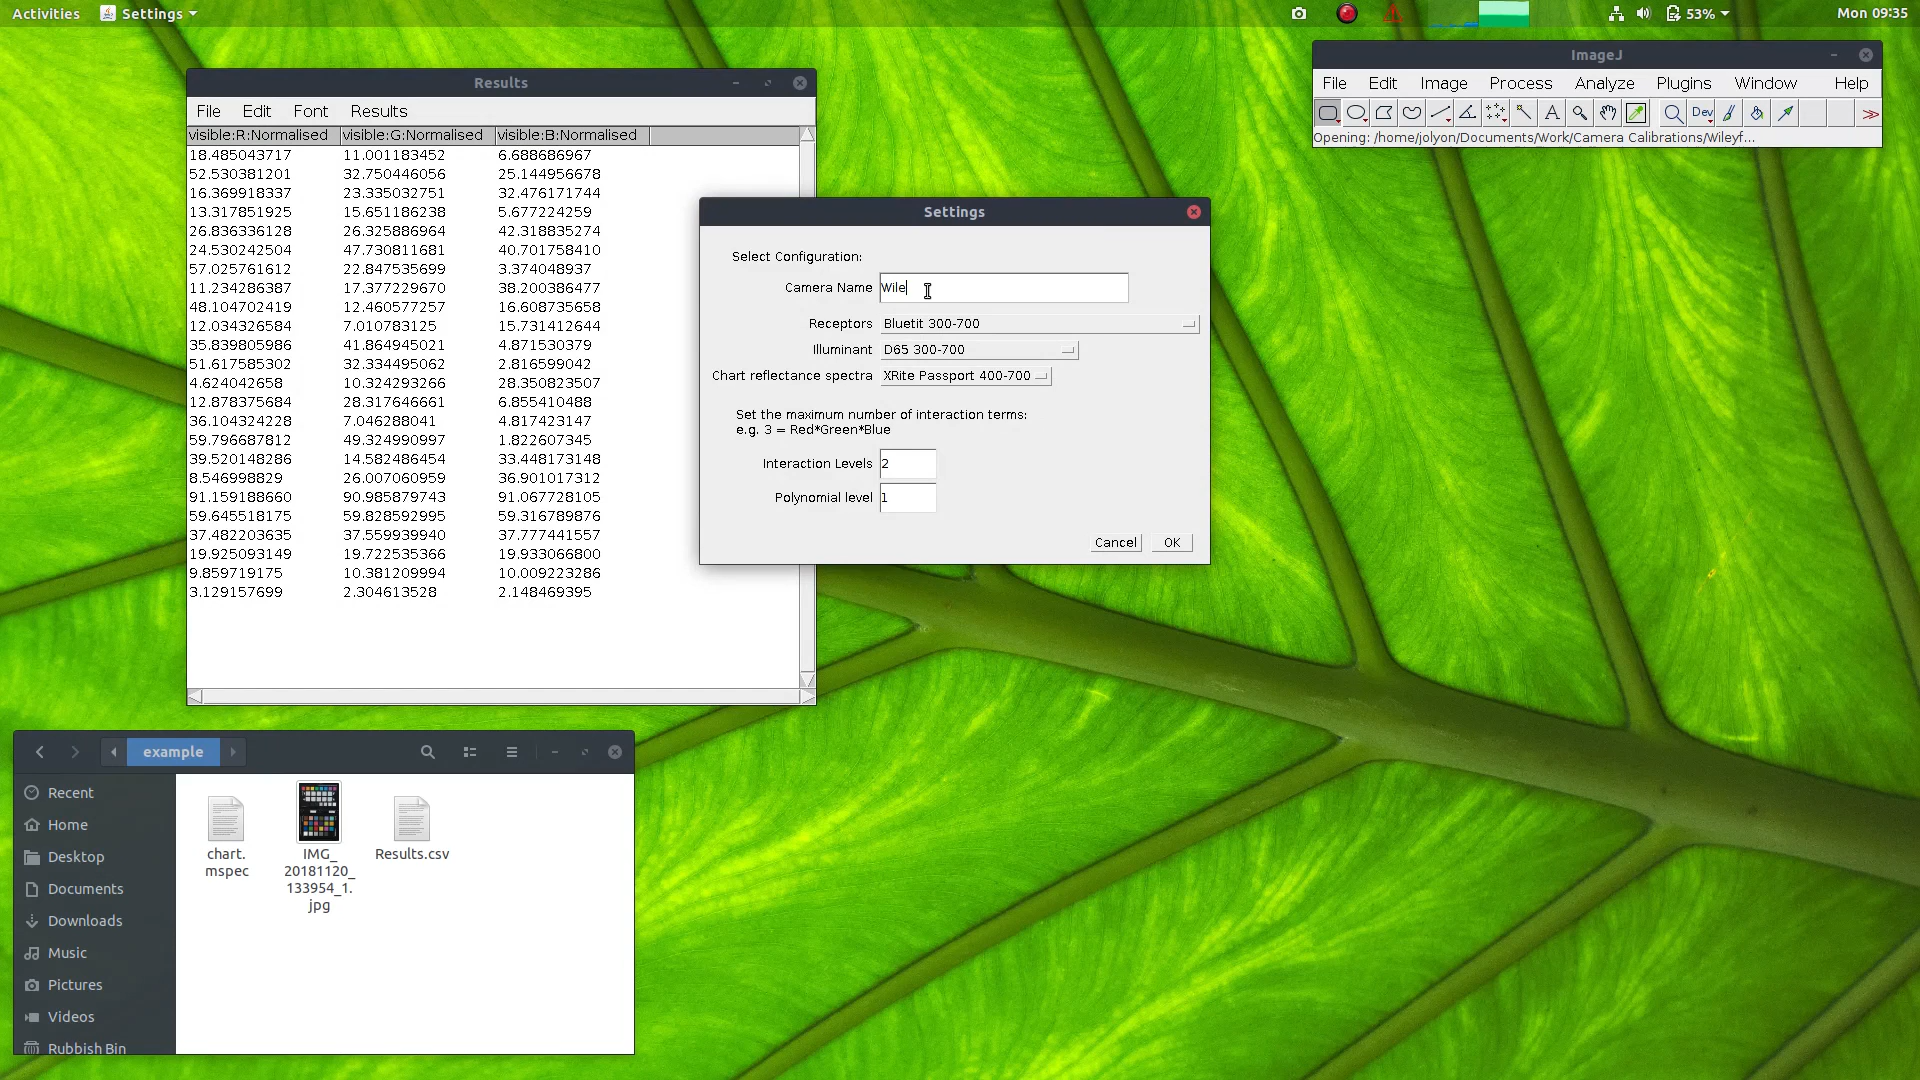 Activities Settings 53% Mon 09:35
ImageJ
File Edit Image Process Analyze Plugins Window Help
A Dev >>
Opening: /home/jolyon/Documents/Work/Camera Calibrations/Wileyf...
Results
File Edit Font Results
visible:R:Normalised visible:G:Normalised visible:B:Normalised
18.485043717 11.001183452 6.688686967
52.530381201 32.750446056 25.144956678
16.369918337 23.335032751 32.476171744
13.317851925 15.651186238 5.677224259
26.836336128 26.325886964 42.318835274
24.530242504 47.730811681 40.701758410
57.025761612 22.847535699 3.374048937
11.234286387 17.377229670 38.200386477
48.104702419 12.460577257 16.608735658
12.034326584 7.010783125 15.731412644
35.839805986 41.864945021 4.871530379
51.617585302 32.334495062 2.816599042
4.624042658 10.324293266 28.350823507
12.878375684 28.317646661 6.855410488
36.104324228 7.046288041 4.817423147
59.796687812 49.324990997 1.822607345
39.520148286 14.582486454 33.448173148
8.546998829 26.007060959 36.901017312
91.159188660 90.985879743 91.067728105
59.645518175 59.828592995 59.316789876
37.482203635 37.559939940 37.777441557
19.925093149 19.722535366 19.933066800
9.859719175 10.381209994 10.009223286
3.129157699 2.304613528 2.148469395
Settings
Select Configuration:
Camera Name Wile
Receptors Bluetit 300-700
Illuminant D65 300-700
Chart reflectance spectra XRite Passport 400-700
Set the maximum number of interaction terms:
e.g. 3 = Red*Green*Blue
Interaction Levels 2
Polynomial level 1
Cancel OK
example
Recent
Home
Desktop
Documents
Downloads
Music
Pictures
Videos
Rubbish Bin
chart.
mspec
IMG_
20181120_
133954_1.
jpg
Results.csv